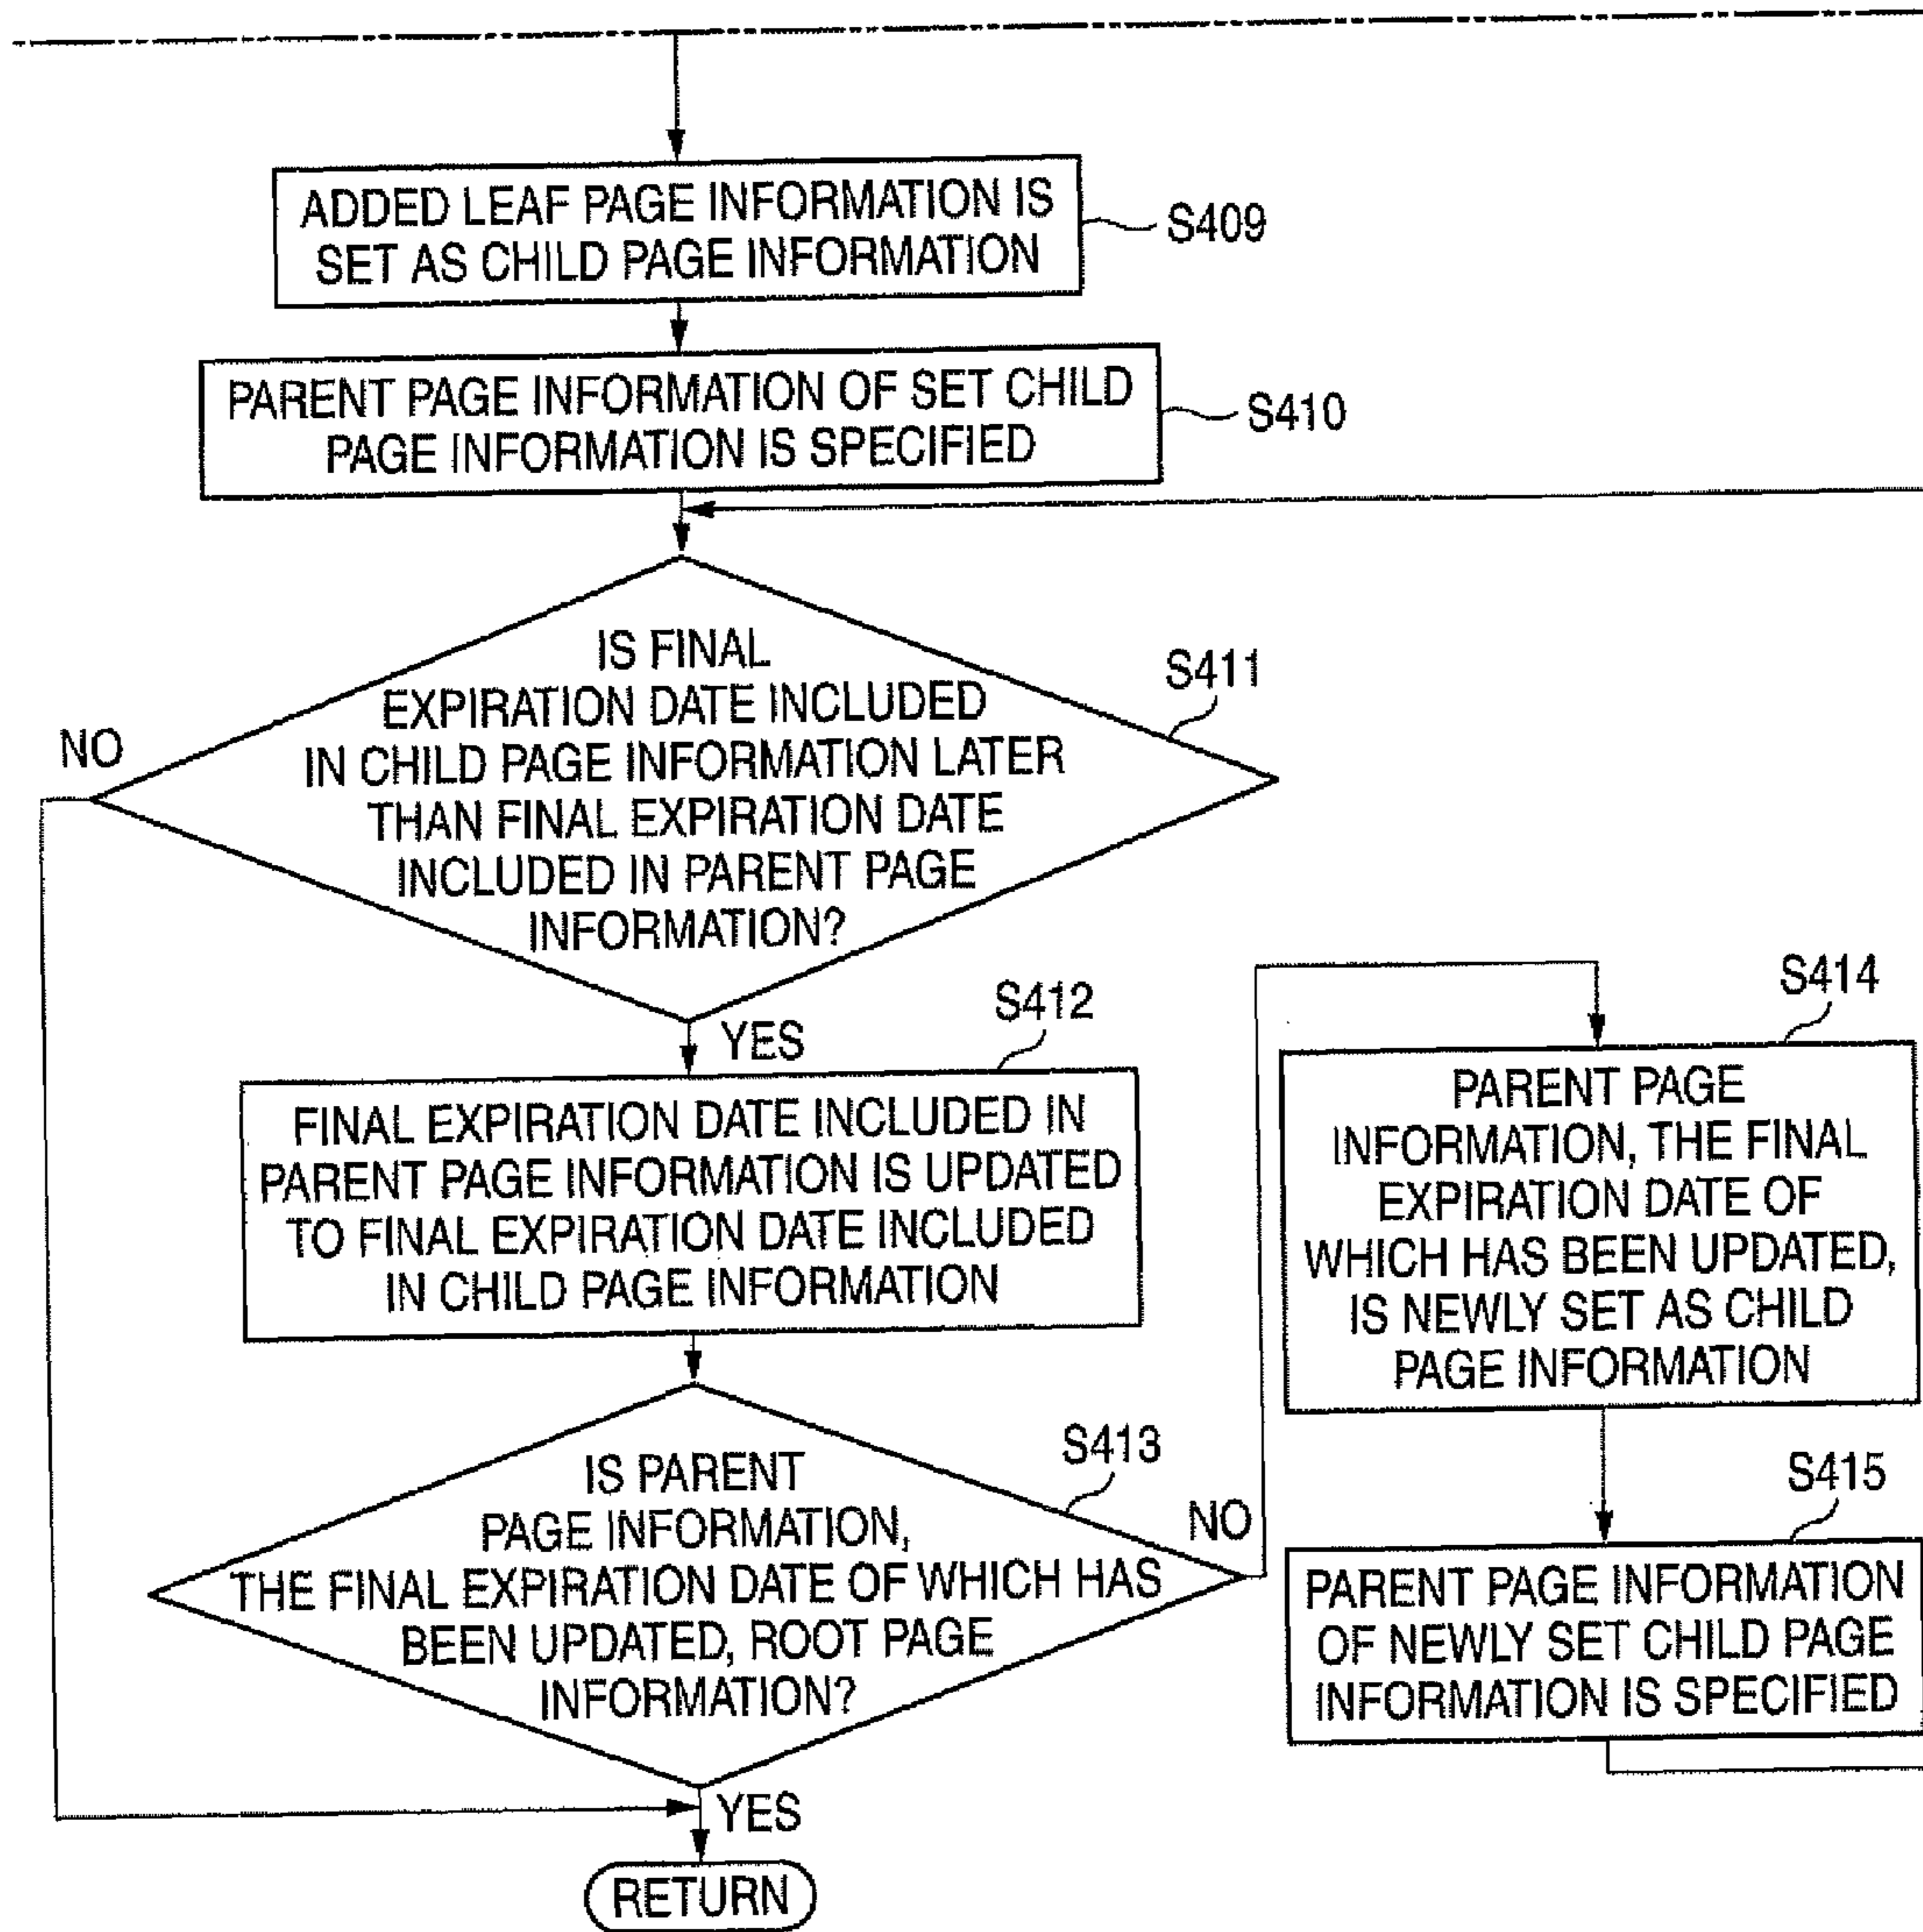 ADDED LEAF PAGE INFORMATION IS
SET AS CHILD PAGE INFORMATION
S409
PARENT PAGE INFORMATION OF SET CHILD
PAGE INFORMATION IS SPECIFIED
S410
IS FINAL
EXPIRATION DATE INCLUDED
IN CHILD PAGE INFORMATION LATER
THAN FINAL EXPIRATION DATE
INCLUDED IN PARENT PAGE
INFORMATION?
S411
NO
YES
S412
FINAL EXPIRATION DATE INCLUDED IN
PARENT PAGE INFORMATION IS UPDATED
TO FINAL EXPIRATION DATE INCLUDED
IN CHILD PAGE INFORMATION
IS PARENT
PAGE INFORMATION,
THE FINAL EXPIRATION DATE OF WHICH HAS
BEEN UPDATED, ROOT PAGE
INFORMATION?
S413
NO
YES
S414
PARENT PAGE
INFORMATION, THE FINAL
EXPIRATION DATE OF
WHICH HAS BEEN UPDATED,
IS NEWLY SET AS CHILD
PAGE INFORMATION
S415
PARENT PAGE INFORMATION
OF NEWLY SET CHILD PAGE
INFORMATION IS SPECIFIED
RETURN